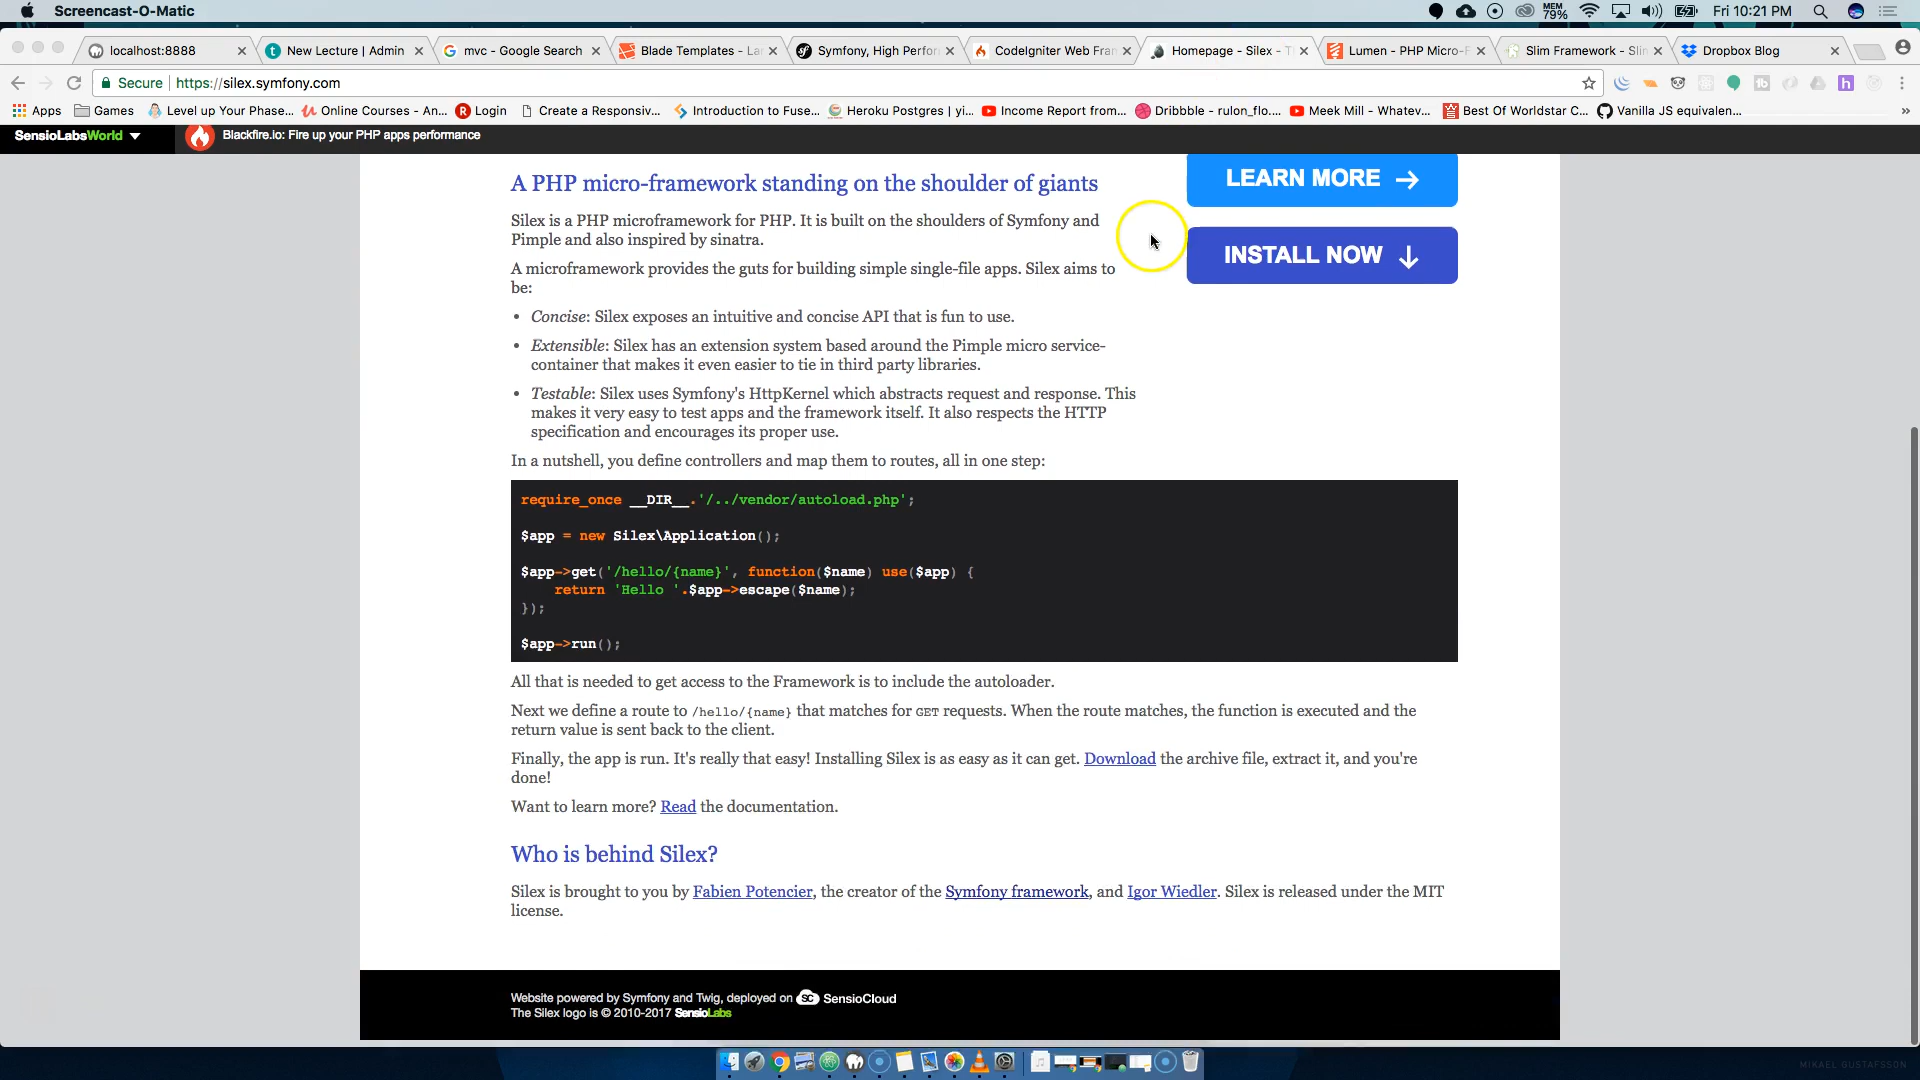 Screencast-O-Matic
MEM
79%
Fri 10:21 PM
localhost:8888
New Lecture | Admin
mvc - Google Search
Blade Templates - Lar
Symfony, High Perfor
CodeIgniter Web Fran
Homepage - Silex - T
Lumen - PHP Micro-F
Slim Framework - Slin
Dropbox Blog
Secure
https://silex.symfony.com
Apps
Games
Level up Your Phase...
Online Courses - An...
Login
Create a Responsiv...
Introduction to Fuse...
Heroku Postgres | yi...
Income Report from...
Dribbble - rulon_flo...
Meek Mill - Whatev...
Best Of Worldstar C...
Vanilla JS equivalen...
SensioLabsWorld
Blackfire.io: Fire up your PHP apps performance
A PHP micro-framework standing on the shoulder of giants
LEARN MORE
Silex is a PHP microframework for PHP. It is built on the shoulders of Symfony and
Pimple and also inspired by sinatra.
INSTALL NOW
A microframework provides the guts for building simple single-file apps. Silex aims to
be:
• Concise: Silex exposes an intuitive and concise API that is fun to use.
• Extensible: Silex has an extension system based around the Pimple micro service-
container that makes it even easier to tie in third party libraries.
• Testable: Silex uses Symfony's HttpKernel which abstracts request and response. This
makes it very easy to test apps and the framework itself. It also respects the HTTP
specification and encourages its proper use.
In a nutshell, you define controllers and map them to routes, all in one step:
require_once __DIR__.'/../vendor/autoload.php';
$app = new Silex\Application();
$app->get('/hello/{name}', function($name) use($app) {
return 'Hello '.$app->escape($name);
});
$app->run();
All that is needed to get access to the Framework is to include the autoloader.
Next we define a route to /hello/{name} that matches for GET requests. When the route matches, the function is executed and the
return value is sent back to the client.
Finally, the app is run. It's really that easy! Installing Silex is as easy as it can get. Download the archive file, extract it, and you're
done!
Want to learn more? Read the documentation.
Who is behind Silex?
Silex is brought to you by Fabien Potencier, the creator of the Symfony framework, and Igor Wiedler. Silex is released under the MIT
license.
Website powered by Symfony and Twig, deployed on SC SensioCloud
The Silex logo is © 2010-2017 SensioLabs
MIKAEL GUSTAFSSON